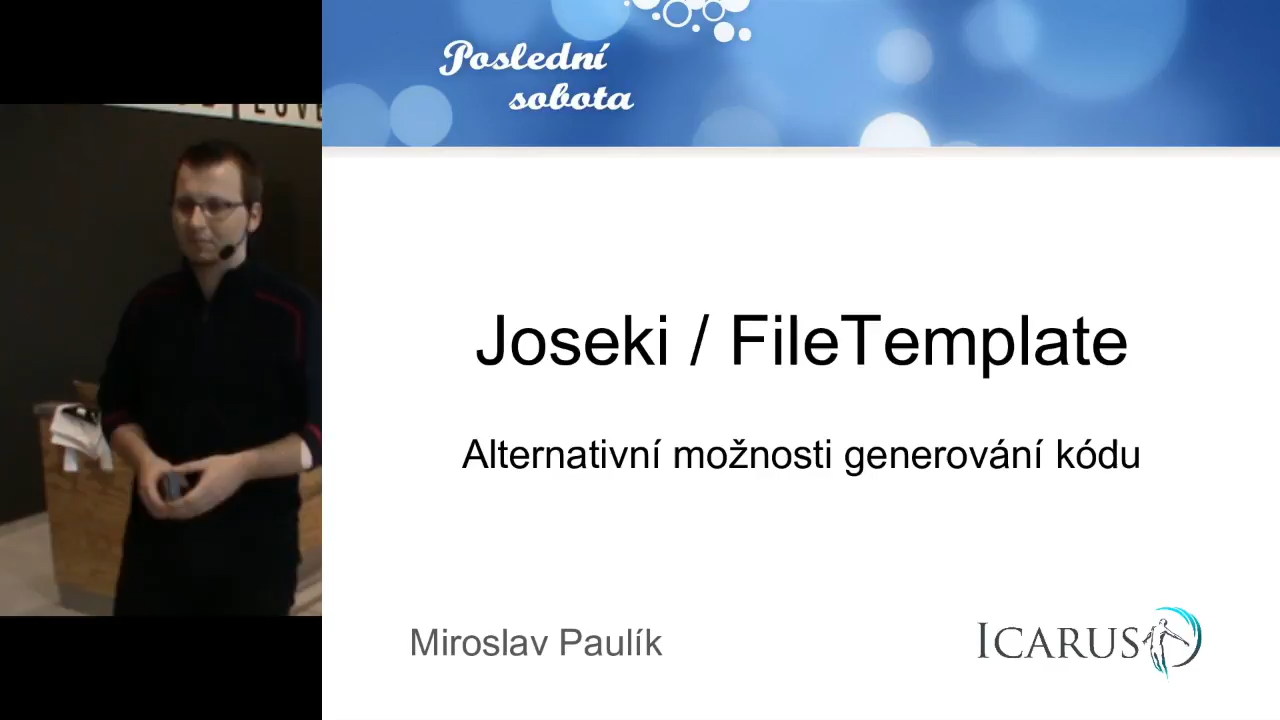 Poslední
sobota
Joseki / FileTemplate
Alternativní možnosti generování kódu
Miroslav Paulík
ICARUS